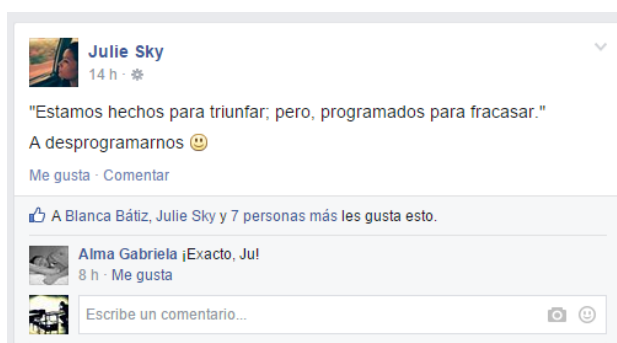 Julie Sky
14 h ·
"Estamos hechos para triunfar; pero, programados para fracasar."
A desprogramarnos
Me gusta · Comentar
A Blanca Bátiz, Julie Sky y 7 personas más les gusta esto.
Alma Gabriela ¡Exacto, Ju!
8 h · Me gusta
Escribe un comentario...